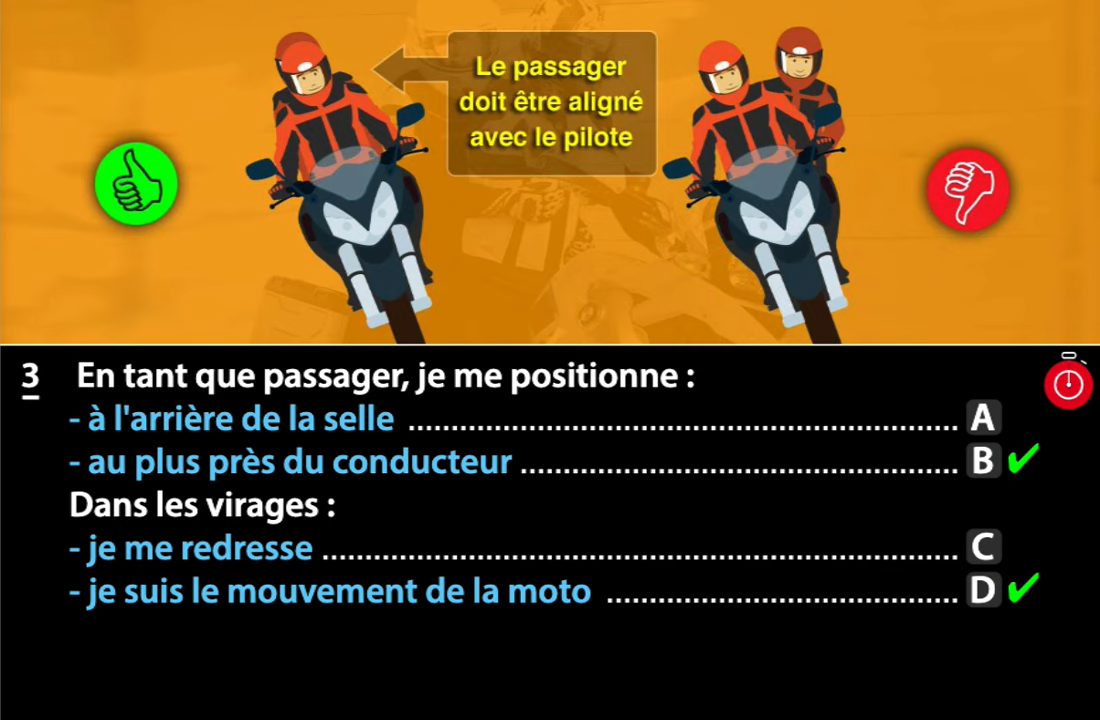 Le passager
doit être aligné
avec le pilote
3 En tant que passager, je me positionne :
- à l'arrière de la selle ................................................................ A
- au plus près du conducteur ................................................... B ✔
Dans les virages :
- je me redresse .......................................................................... C
- je suis le mouvement de la moto ......................................... D ✔